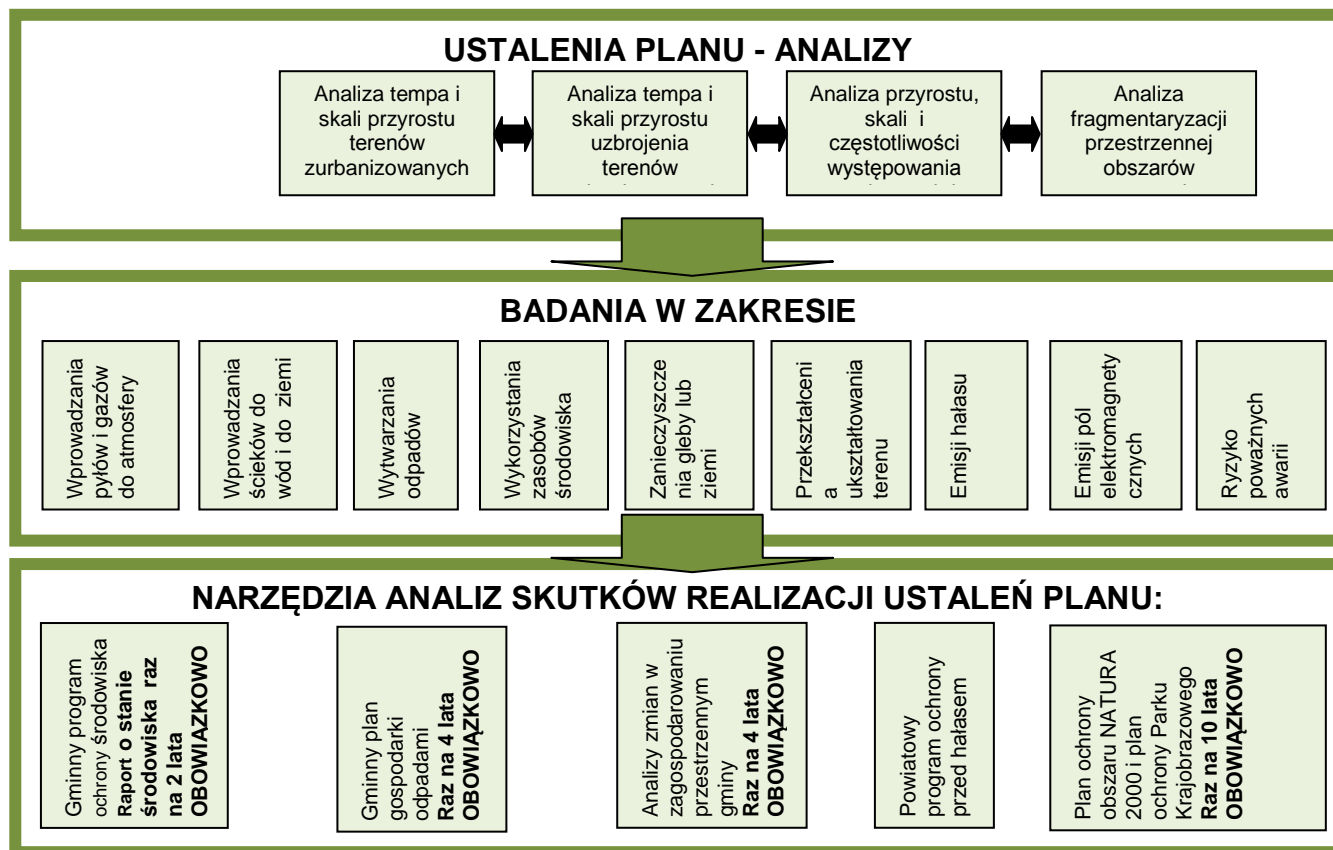 USTALENIA PLANU - ANALIZY
Analiza tempa i
skali przyrostu
terenów
zurbanizowanych
Analiza tempa i
skali przyrostu
uzbrojenia
terenów
Analiza przyrostu,
skali i
częstotliwości
występowania
Analiza
fragmentaryzacji
przestrzennej
obszarów
BADANIA W ZAKRESIE
Wprowadzania
pyłów i gazów
do atmosfery
Wprowadzania
ścieków do
wód i do ziemi
Wytwarzania
odpadów
Wykorzystania
zasobów
środowiska
Zanieczyszcze
nia gleby lub
ziemi
Przekształceni
a
ukształtowania
terenu
Emisji hałasu
Emisji pól
elektromagnety
cznych
Ryzyko
poważnych
awarii
NARZĘDZIA ANALIZ SKUTKÓW REALIZACJI USTALEŃ PLANU:
Gminny program
ochrony środowiska
Raport o stanie
środowiska raz
na 2 lata
OBOWIAZKOWO
Gminny plan
gospodarki
odpadami
Raz na 4 lata
OBOWIĄZKOWO
Analizy zmian w
zagospodarowaniu
przestrzennym
gminy
Raz na 4 lata
OBOWIĄZKOWO
Powiatowy
program ochrony
przed hałasem
Plan ochrony
obszaru NATURA
2000 i plan
ochrony Parku
Krajobrazowego
Raz na 10 lata
OBOWIĄZKOWO